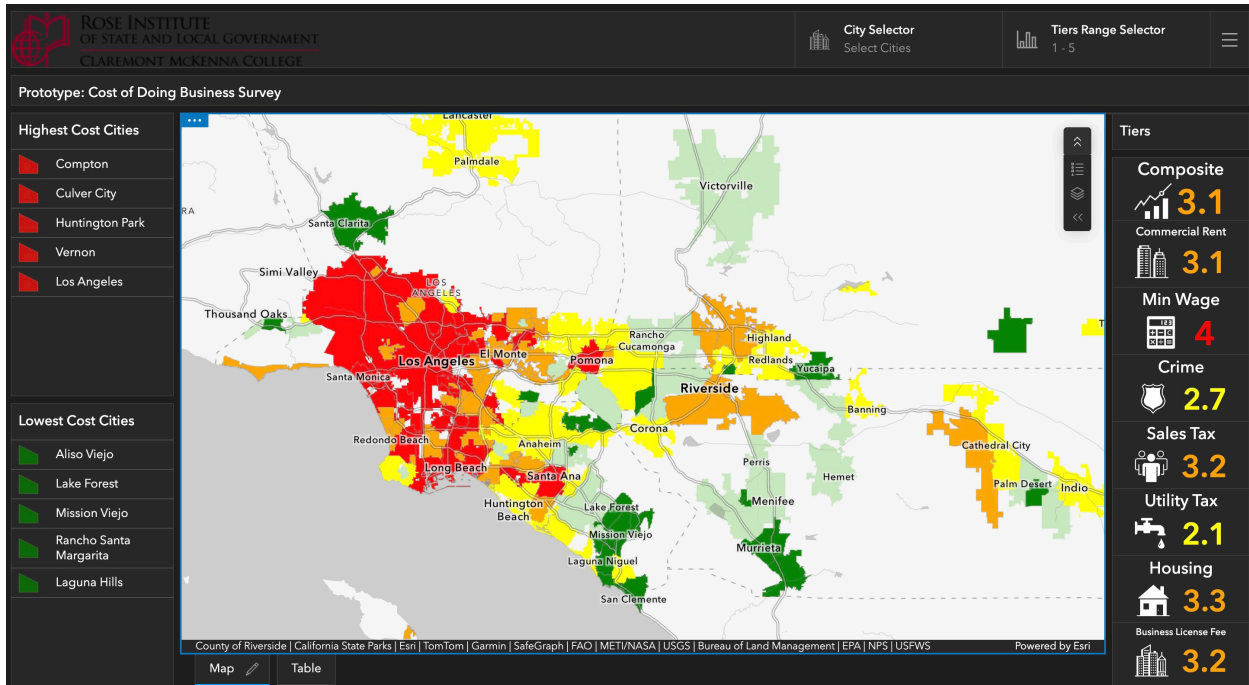 ROSE INSTITUTE
OF STATE AND LOCAL GOVERNMENT
CLAREMONT MCKENNA COLLEGE
City Selector
Select Cities
Tiers Range Selector
1 - 5
Prototype: Cost of Doing Business Survey
Highest Cost Cities
Compton
Culver City
Huntington Park
Vernon
Los Angeles
Lowest Cost Cities
Aliso Viejo
Lake Forest
Mission Viejo
Rancho Santa
Margarita
Laguna Hills
Lancaster
Palmdale
Victorville
RA
Santa Clarita
Simi Valley
LOS
ANGELES
Thousand Oaks
Rancho
Cucamonga
Highland
T
Los Angeles
El Monte
Pomona
Redlands
Yucaipa
Santa Monica
Riverside
Banning
Corona
Redondo Beach
Anaheim
Cathedral City
Long Beach
Santa Ana
Perris
Hemet
Palm Desert
Indio
Huntington
Beach
Lake Forest
Menifee
Mission Viejo
Murrieta
Laguna Niguel
San Clemente
County of Riverside | California State Parks | Esri | TomTom | Garmin | SafeGraph | FAO | METI/NASA | USGS | Bureau of Land Management | EPA | NPS | USFWS
Powered by Esri
Map
Table
Tiers
Composite
3.1
Commercial Rent
3.1
Min Wage
4
Crime
2.7
Sales Tax
3.2
Utility Tax
2.1
Housing
3.3
Business License Fee
3.2